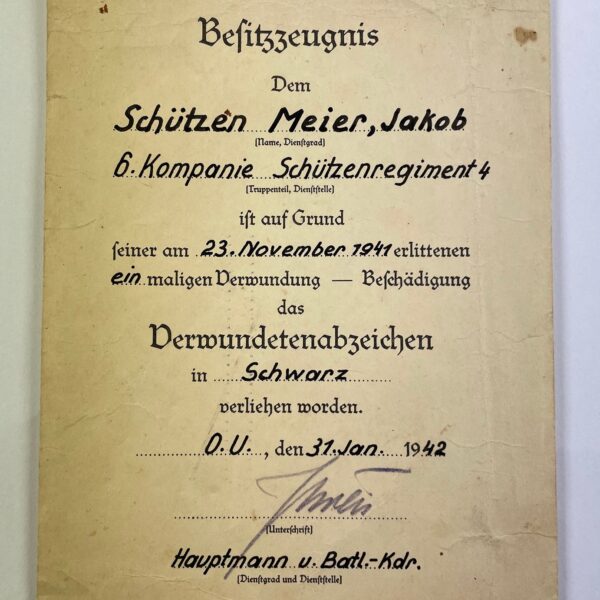 Besitzzeugnis
Dem
Schützen Meier, Jakob
(Name, Dienstgrad)
6. Kompanie Schützenregiment 4
(Truppenteil, Dienststelle)
ist auf Grund
seiner am 23. November 1941 erlittenen
ein maligen Verwundung — Beschädigung
das
Verwundetenabzeichen
in Schwarz
verliehen worden.
O.U. , den 31. Jan. 1942
(Unterschrift)
Hauptmann u. Batl.-Kdr.
(Dienstgrad und Dienststelle)